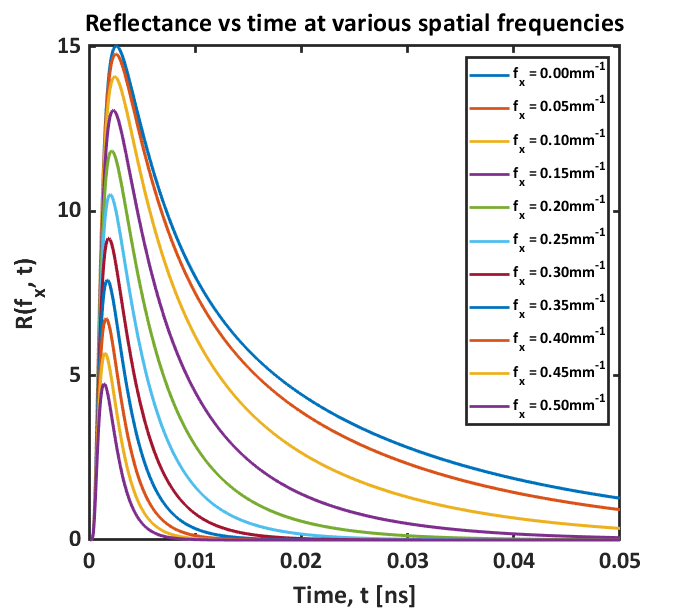 Reflectance vs time at various spatial frequencies
15
10
5
0
R(fₓ, t)
fₓ = 0.00mm⁻¹
fₓ = 0.05mm⁻¹
fₓ = 0.10mm⁻¹
fₓ = 0.15mm⁻¹
fₓ = 0.20mm⁻¹
fₓ = 0.25mm⁻¹
fₓ = 0.30mm⁻¹
fₓ = 0.35mm⁻¹
fₓ = 0.40mm⁻¹
fₓ = 0.45mm⁻¹
fₓ = 0.50mm⁻¹
0 0.01 0.02 0.03 0.04 0.05
Time, t [ns]